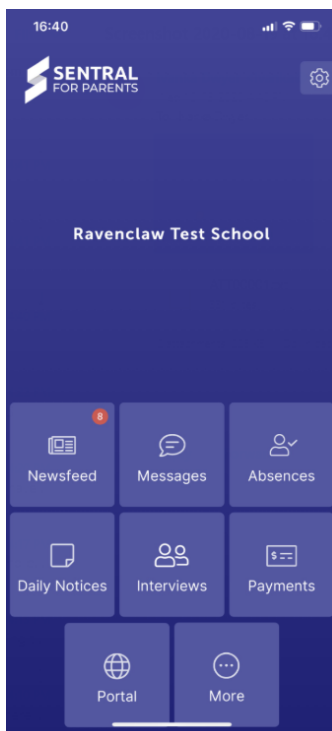 16:40
SENTRAL
FOR PARENTS
Ravenclaw Test School
8
Newsfeed
Messages
Absences
Daily Notices
Interviews
$
Payments
Portal
More